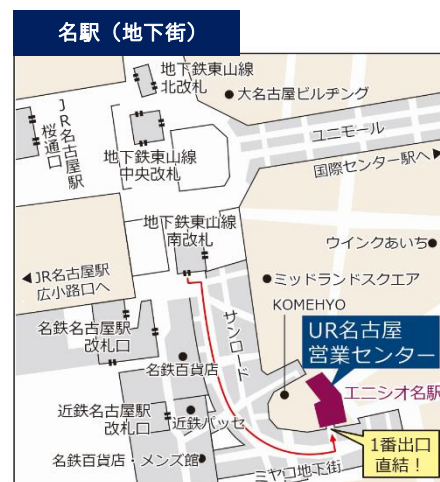 名駅（地下街）
地下鉄東山線
北改札
大名古屋ビルヂング
JR名古屋駅
桜通口
地下鉄東山線
中央改札
ユニモール
国際センター駅へ
地下鉄東山線
南改札
ウインクあいち
JR名古屋駅
広小路口へ
ミッドランドスクエア
サンロード
KOMEHYO
名鉄名古屋駅
改札口
UR名古屋
営業センター
名鉄百貨店
エニシオ名駅
近鉄名古屋駅
改札口
近鉄パッセ
1番出口
直結！
名鉄百貨店・メンズ館
ミヤコ地下街